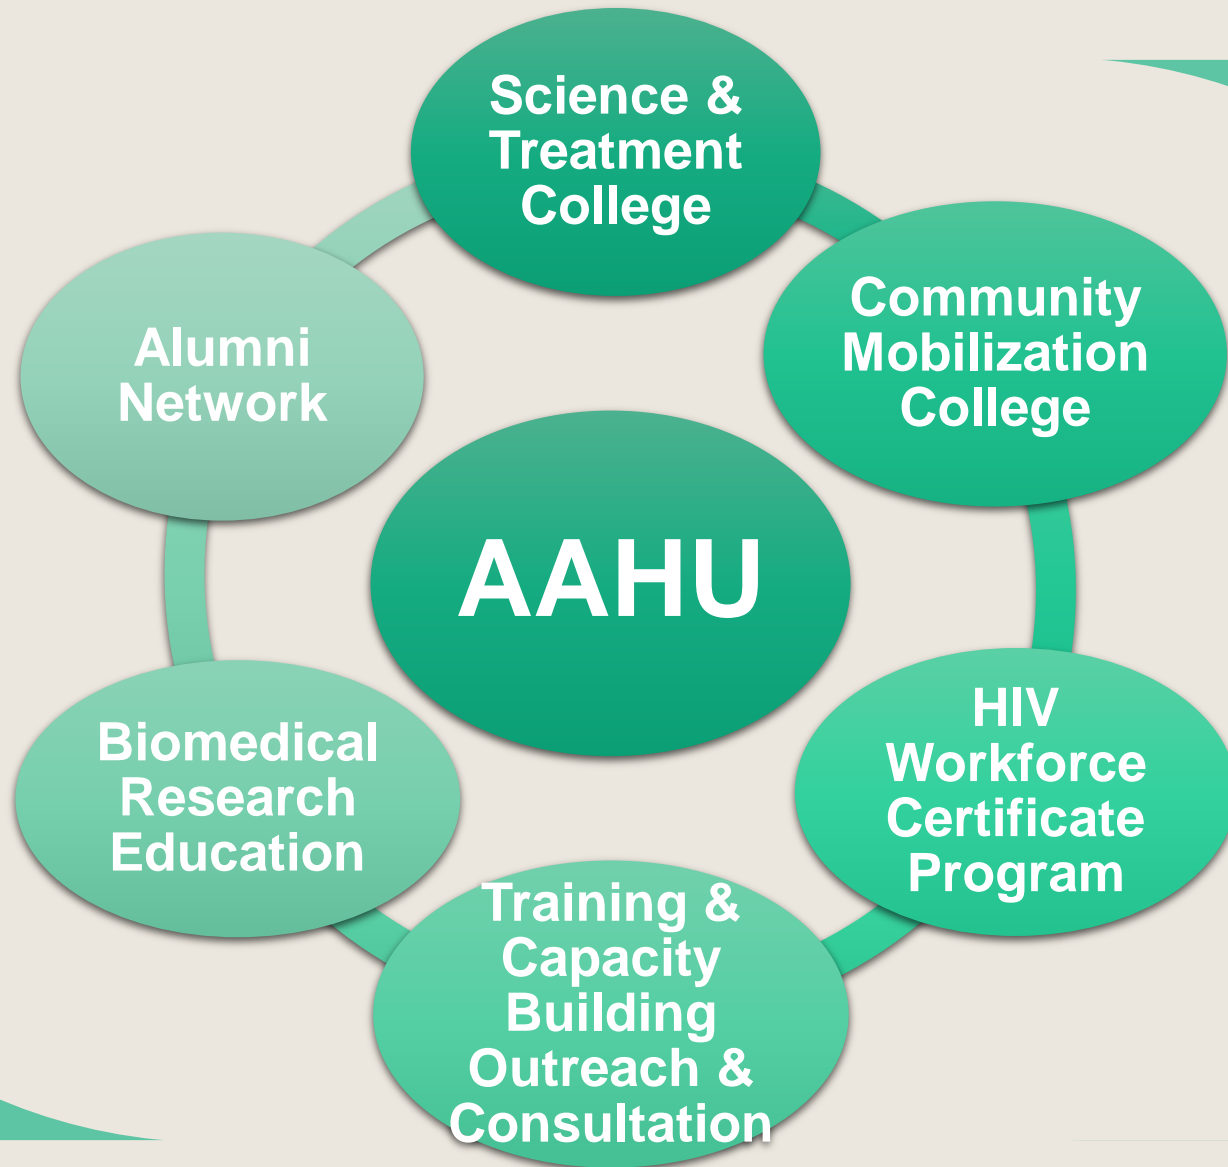 Science &
Treatment
College
Community
Mobilization
College
HIV
Workforce
Certificate
Program
Training &
Capacity
Building
Outreach &
Consultation
Biomedical
Research
Education
Alumni
Network
AAHU